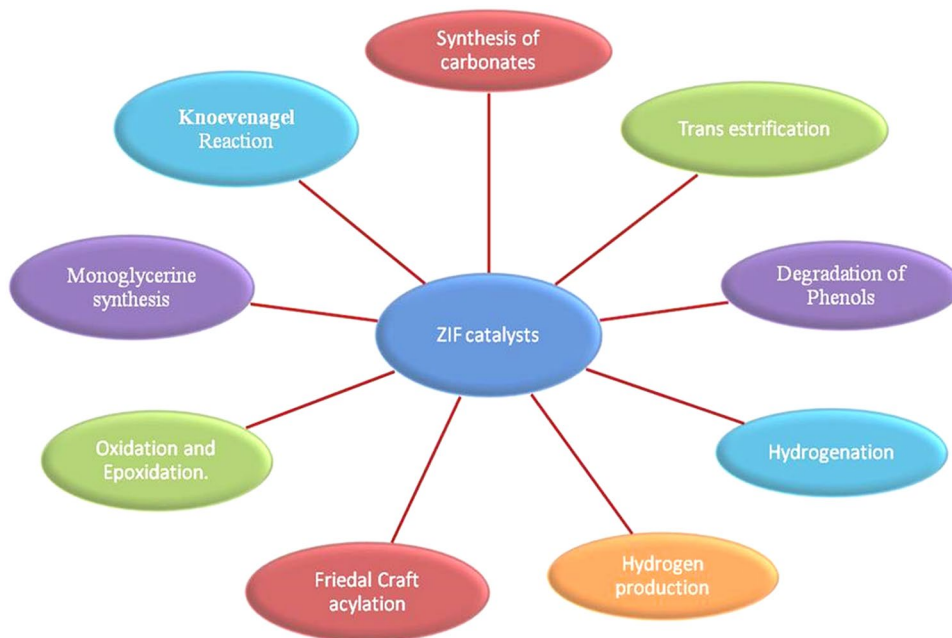 Synthesis of
carbonates
Knoevenagel
Reaction
Trans estrification
Monoglycerine
synthesis
Degradation of
Phenols
ZIF catalysts
Oxidation and
Epoxidation.
Hydrogenation
Friedal Craft
acylation
Hydrogen
production